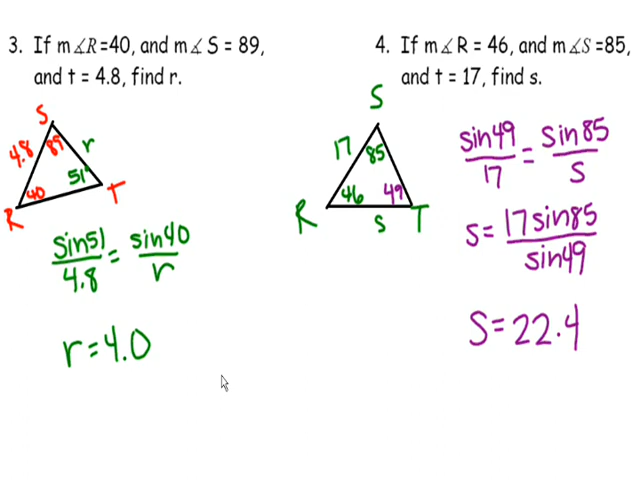 3. If m∡R=40, and m∡ S = 89,
and t = 4.8, find r.
S
4.8
89
r
51°
40
R
T
sin51/4.8 = sin40/r
r=4.0
4. If m∡R = 46, and m∡S =85,
and t = 17, find s.
S
17
85
46
49
R
S
T
sin49/17 = sin85/s
s= 17sin85/sin49
S=22.4